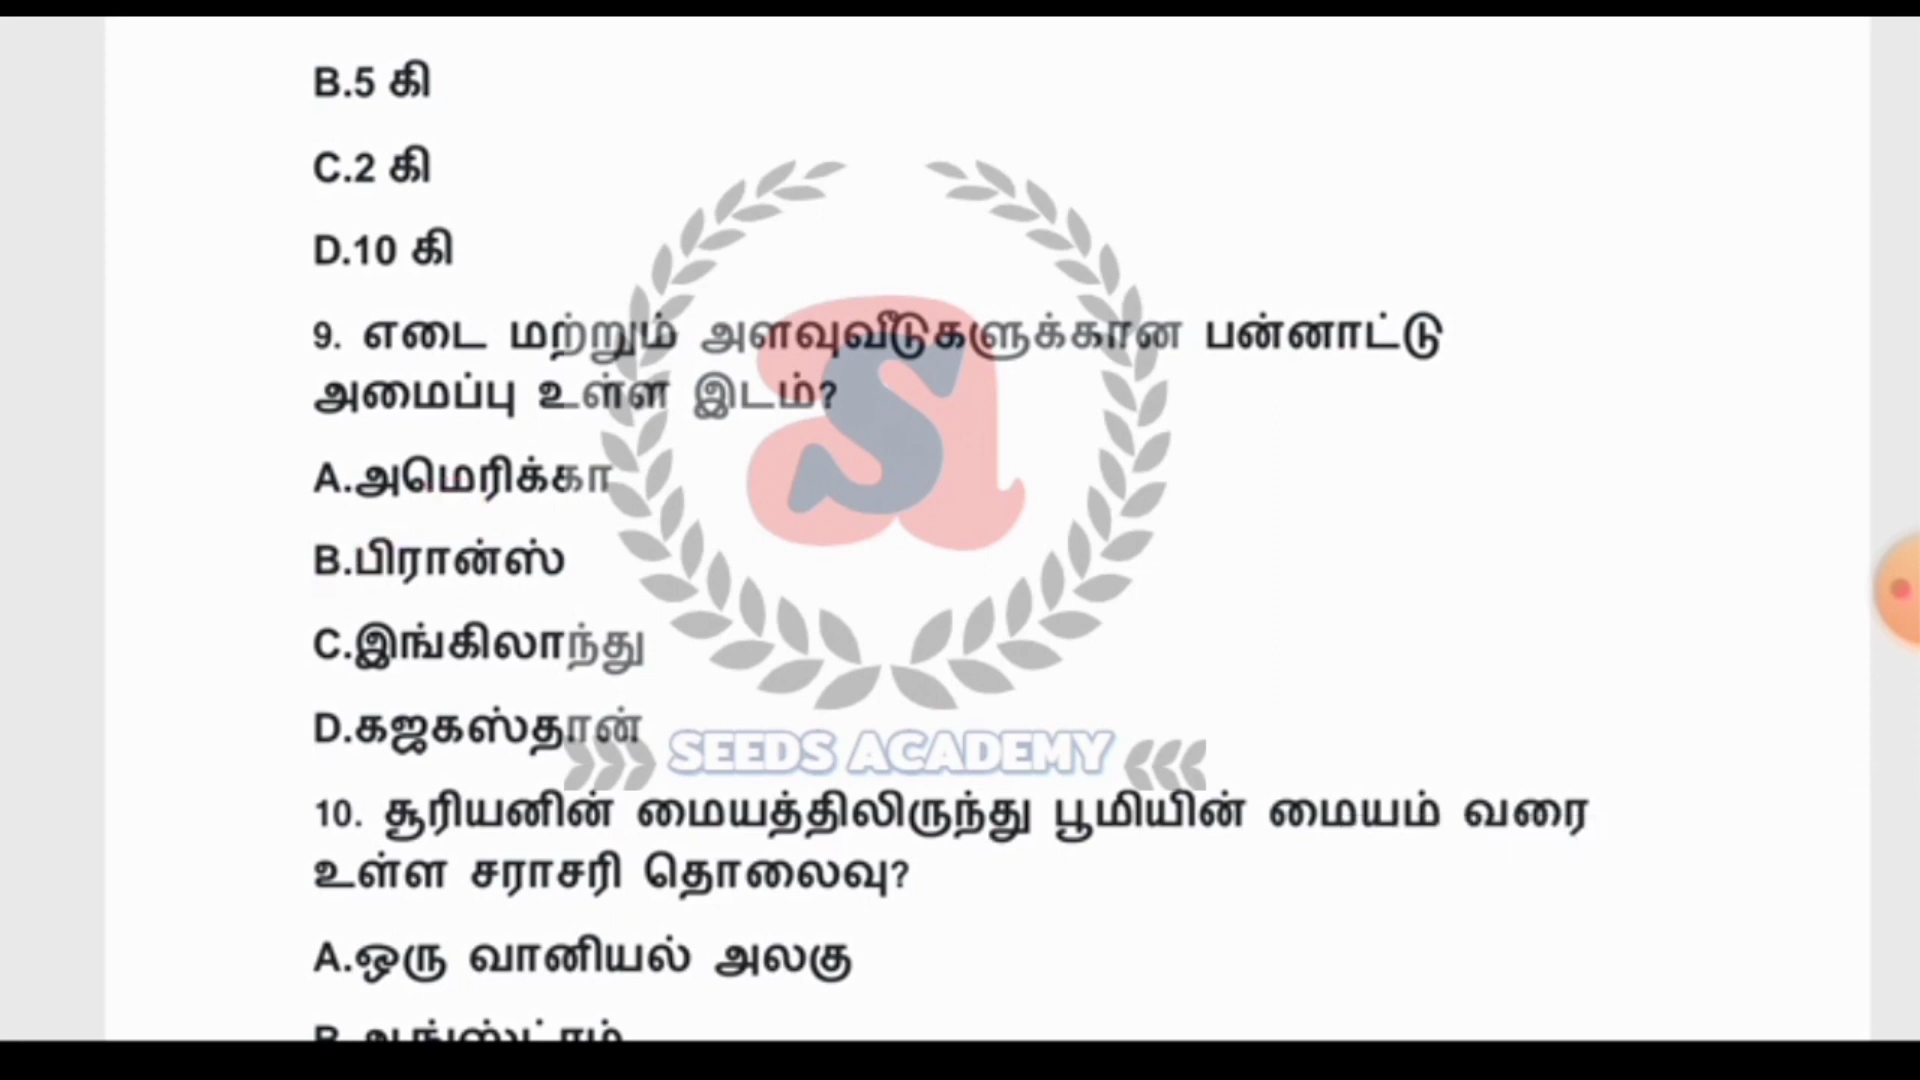 B.5 கி
C.2 கி
D.10 கி
9. எடை மற்றும் அளவுவீடுகளுக்கான பன்னாட்டு
அமைப்பு உள்ள இடம்?
A.அமெரிக்கா
B.பிரான்ஸ்
C.இங்கிலாந்து
D.கஜகஸ்தான்
SEEDS ACADEMY
10. சூரியனின் மையத்திலிருந்து பூமியின் மையம் வரை
உள்ள சராசரி தொலைவு?
A.ஒரு வானியல் அலகு